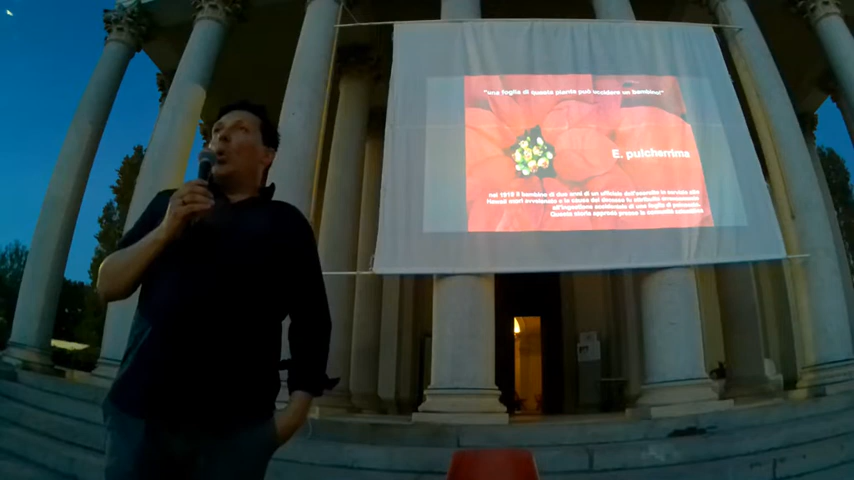 "una foglia di questa pianta può uccidere un bambino"
E. pulcherrima
nel 1919 il bambino di due anni di un ufficiale dell'esercito in servizio alle
Hawaii morì avvelenato e la causa del decesso fu attribuita erroneamente
all'ingestione accidentale di una foglia di poinsettia.
Questa storia approdò presso la comunità scientifica